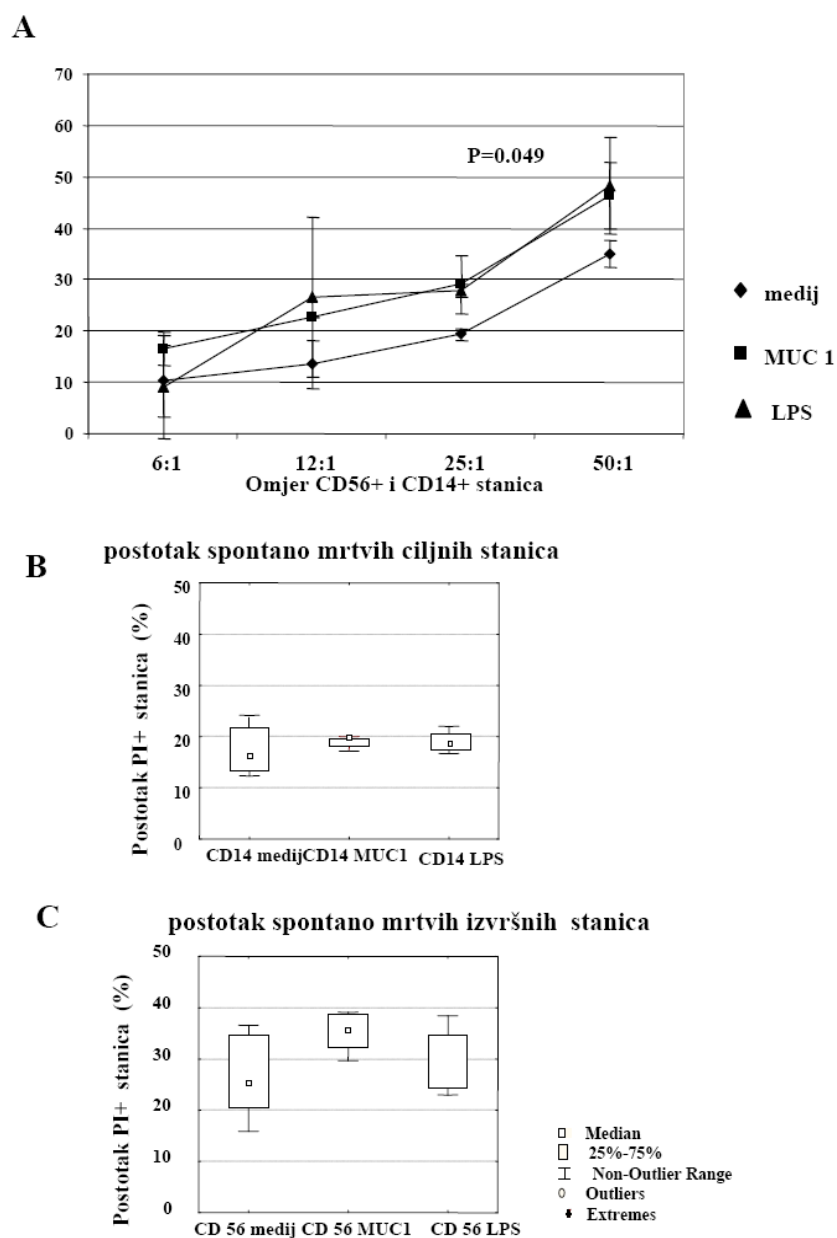 A
70
60
50
40
30
20
10
0
P=0.049
6:1 12:1 25:1 50:1
Omjer CD56+ i CD14+ stanica
medij
MUC 1
LPS
B
postotak spontano mrtvih ciljnih stanica
Postotak PI+ stanica (%)
50
40
30
20
10
0
CD14 medij CD14 MUC1 CD14 LPS
C
postotak spontano mrtvih izvršnih stanica
Postotak PI+ stanica (%)
50
40
30
20
10
0
CD 56 medij CD 56 MUC1 CD 56 LPS
Median
25%-75%
Non-Outlier Range
Outliers
Extremes